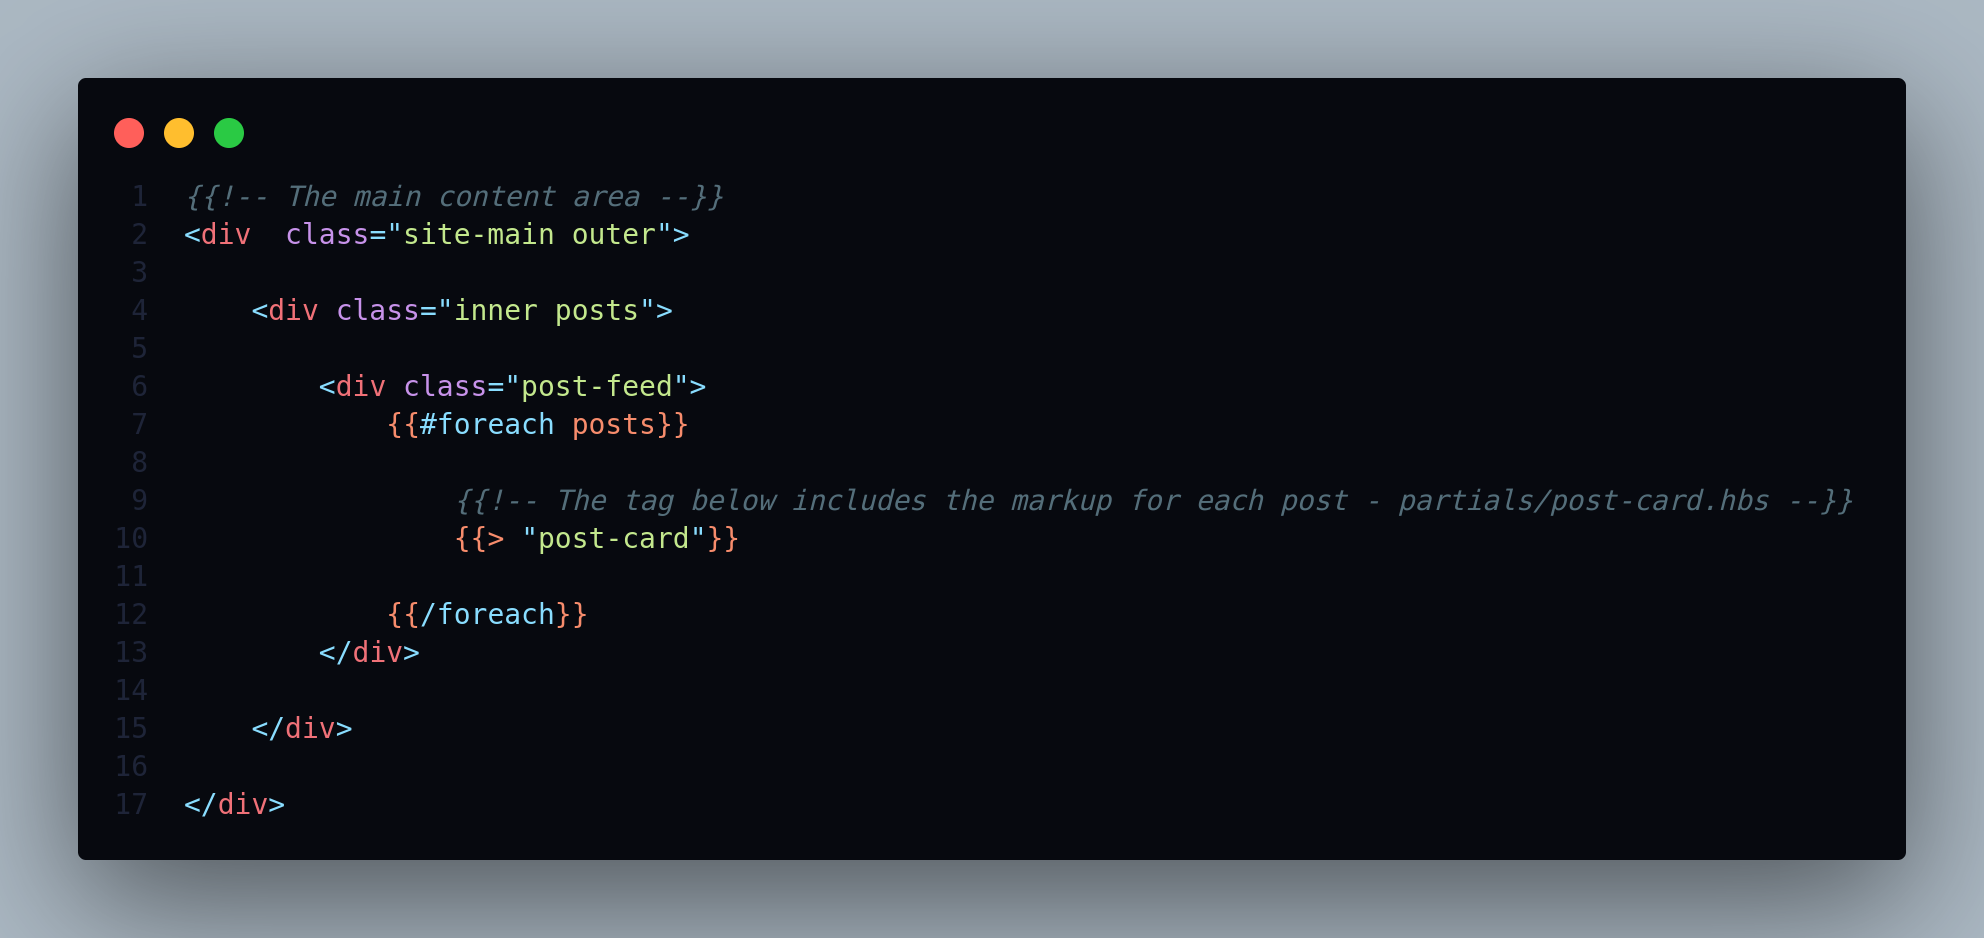 1 {{!-- The main content area --}}
2 <div  class="site-main outer">
3
4     <div class="inner posts">
5
6         <div class="post-feed">
7             {{#foreach posts}}
8
9                 {{!-- The tag below includes the markup for each post - partials/post-card.hbs --}}
10                 {{> "post-card"}}
11
12             {{/foreach}}
13         </div>
14
15     </div>
16
17 </div>